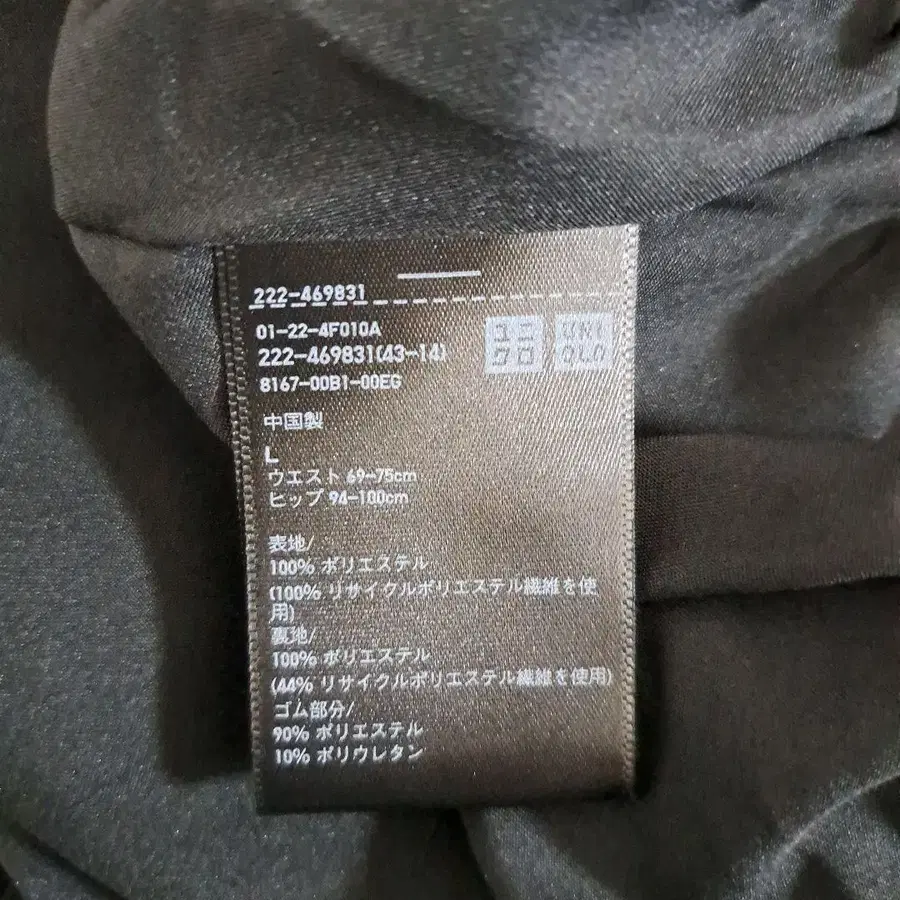 222-469831
01-22-4F010A
222-469831(43-14)
8167-0DB1-00EG
ユニ
クロ
UNI
QLO
中国製
L
ウエスト 69-75cm
ヒップ 94-100cm
表地/
100% ポリエステル
(100% リサイクルポリエステル繊維を使
用)
裏地/
100% ポリエステル
(44% リサイクルポリエステル繊維を使用)
ゴム部分/
90% ポリエステル
10% ポリウレタン